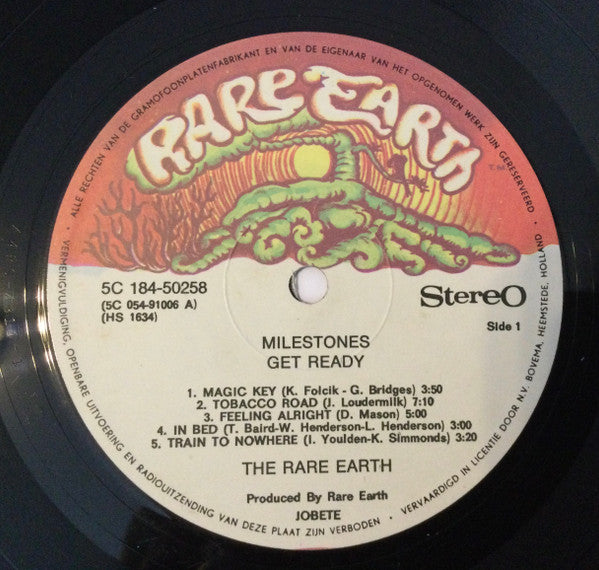 • ALLE RECHTEN VAN DE GRAMOFOONPLATENFABRIKANT EN VAN DE EIGENAAR VAN HET OPGENOMEN WERK ZIJN GERESERVEERD •
RARE EARTH
5C 184-50258
(5C 054-91006 A)
(HS 1634)
StereO
Side 1
MILESTONES
GET READY
1. MAGIC KEY (K. Folcik - G. Bridges) 3:50
2. TOBACCO ROAD (J. Loudermilk) 7:10
3. FEELING ALRIGHT (D. Mason) 5:00
4. IN BED (T. Baird-W. Henderson-L. Henderson) 3:00
5. TRAIN TO NOWHERE (I. Youlden-K. Simmonds) 3:20
THE RARE EARTH
Produced By Rare Earth
JOBETE
VERMENIGVULDIGING, OPENBARE UITVOERING EN RADIOUITZENDING VAN DEZE PLAAT ZIJN VERBODEN •
VERVAARDIGD IN LICENTIE DOOR N.V. BOVEMA, HEEMSTEDE, HOLLAND